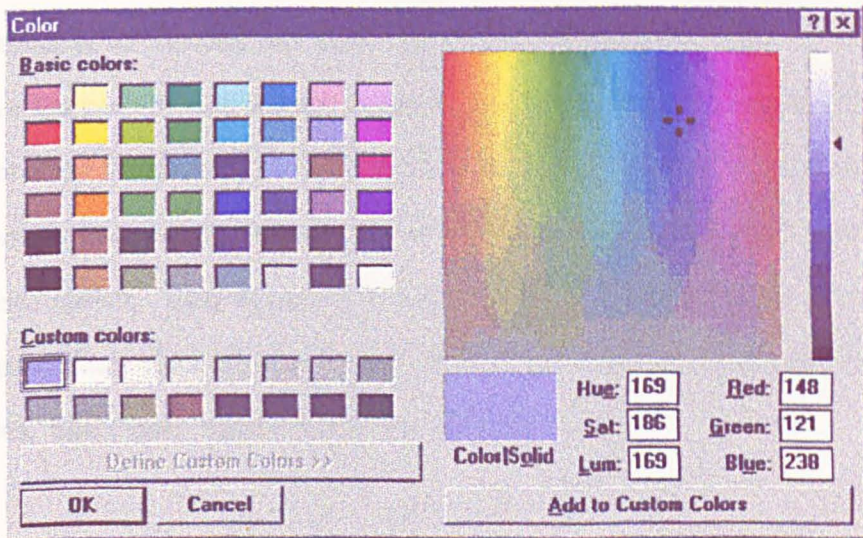 Color ? X
Basic colors:
Custom colors:
Define Custom Colors >>
OK Cancel
Color|Solid
Hue: 169 Red: 148
Sat: 186 Green: 121
Lum: 169 Blue: 238
Add to Custom Colors